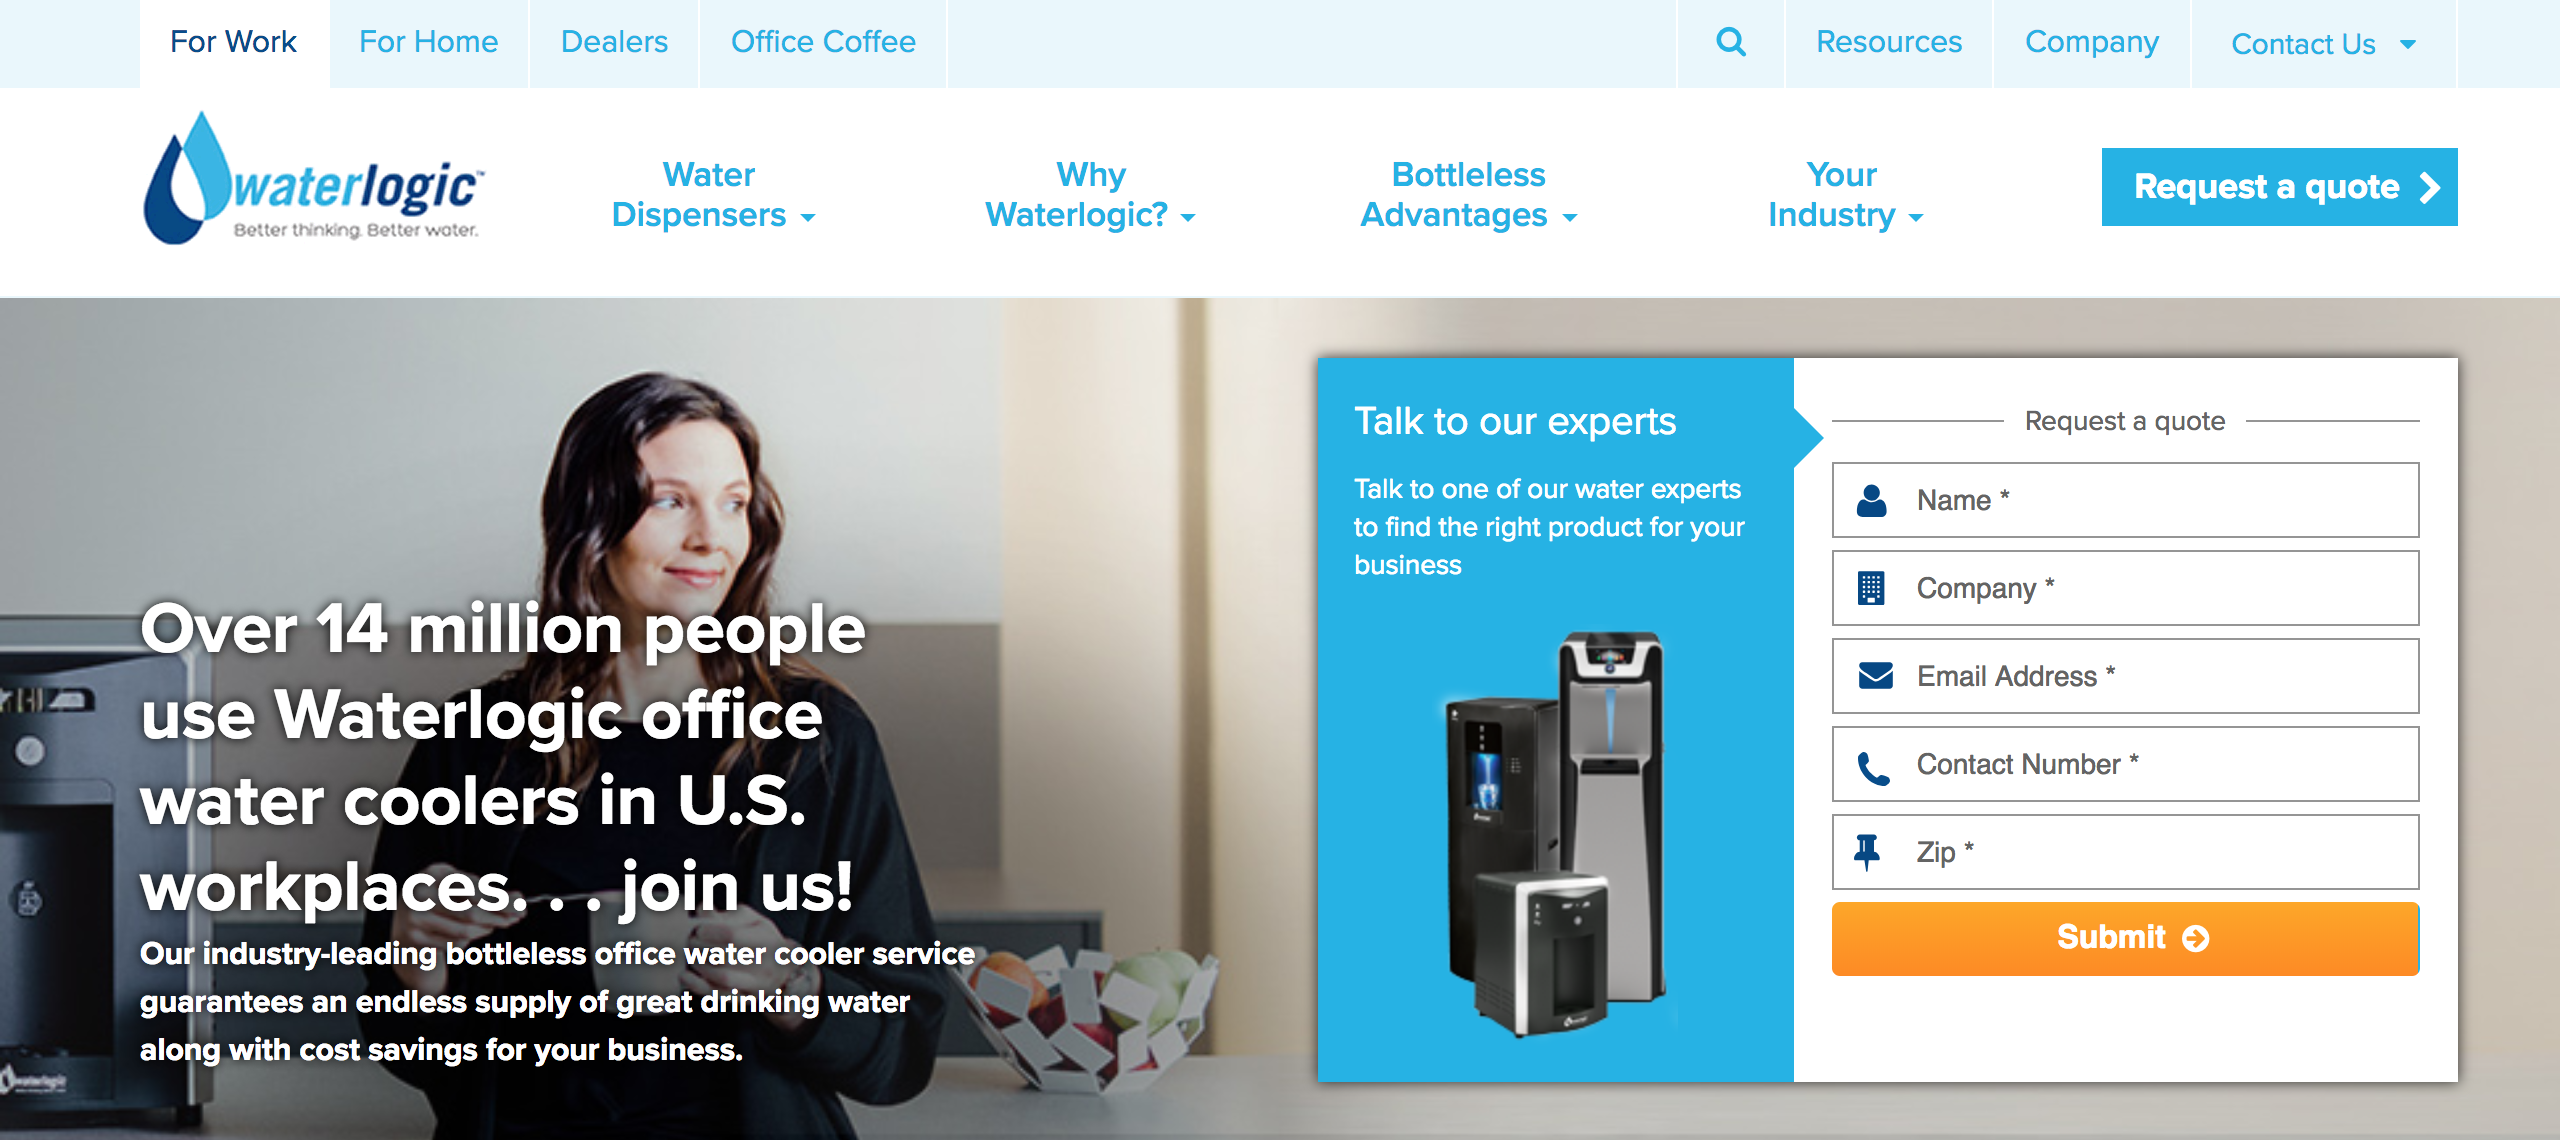 For Work
For Home
Dealers
Office Coffee
Resources
Company
Contact Us
waterlogic™
Better thinking. Better water.
Water
Dispensers
Why
Waterlogic?
Bottleless
Advantages
Your
Industry
Request a quote
Over 14 million people
use Waterlogic office
water coolers in U.S.
workplaces. . . join us!
Our industry-leading bottleless office water cooler service
guarantees an endless supply of great drinking water
along with cost savings for your business.
waterlogic
Talk to our experts
Talk to one of our water experts
to find the right product for your
business
Request a quote
Name *
Company *
Email Address *
Contact Number *
Zip *
Submit